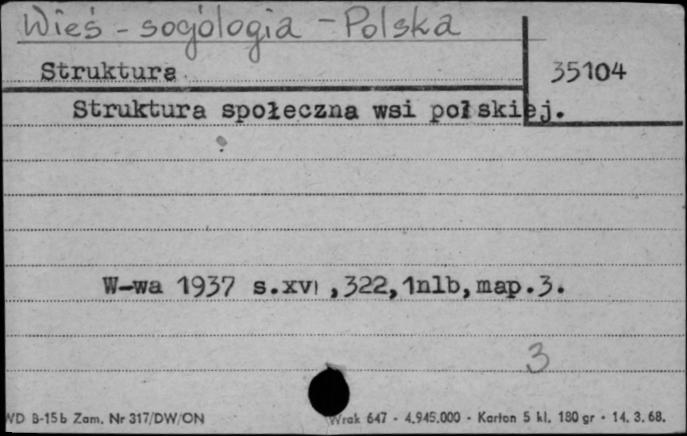 Wieś - socjologia - Polska
Struktura
35104
Struktura społeczna wsi polskiej.
W-wa 1937 s.xvi,322,1nlb,map.3.
3
WD B-15b Zam. Nr 317/DW/ON
Wrak 647 - 4.945.000 - Karton 5 kl. 180 gr - 14. 3. 68.